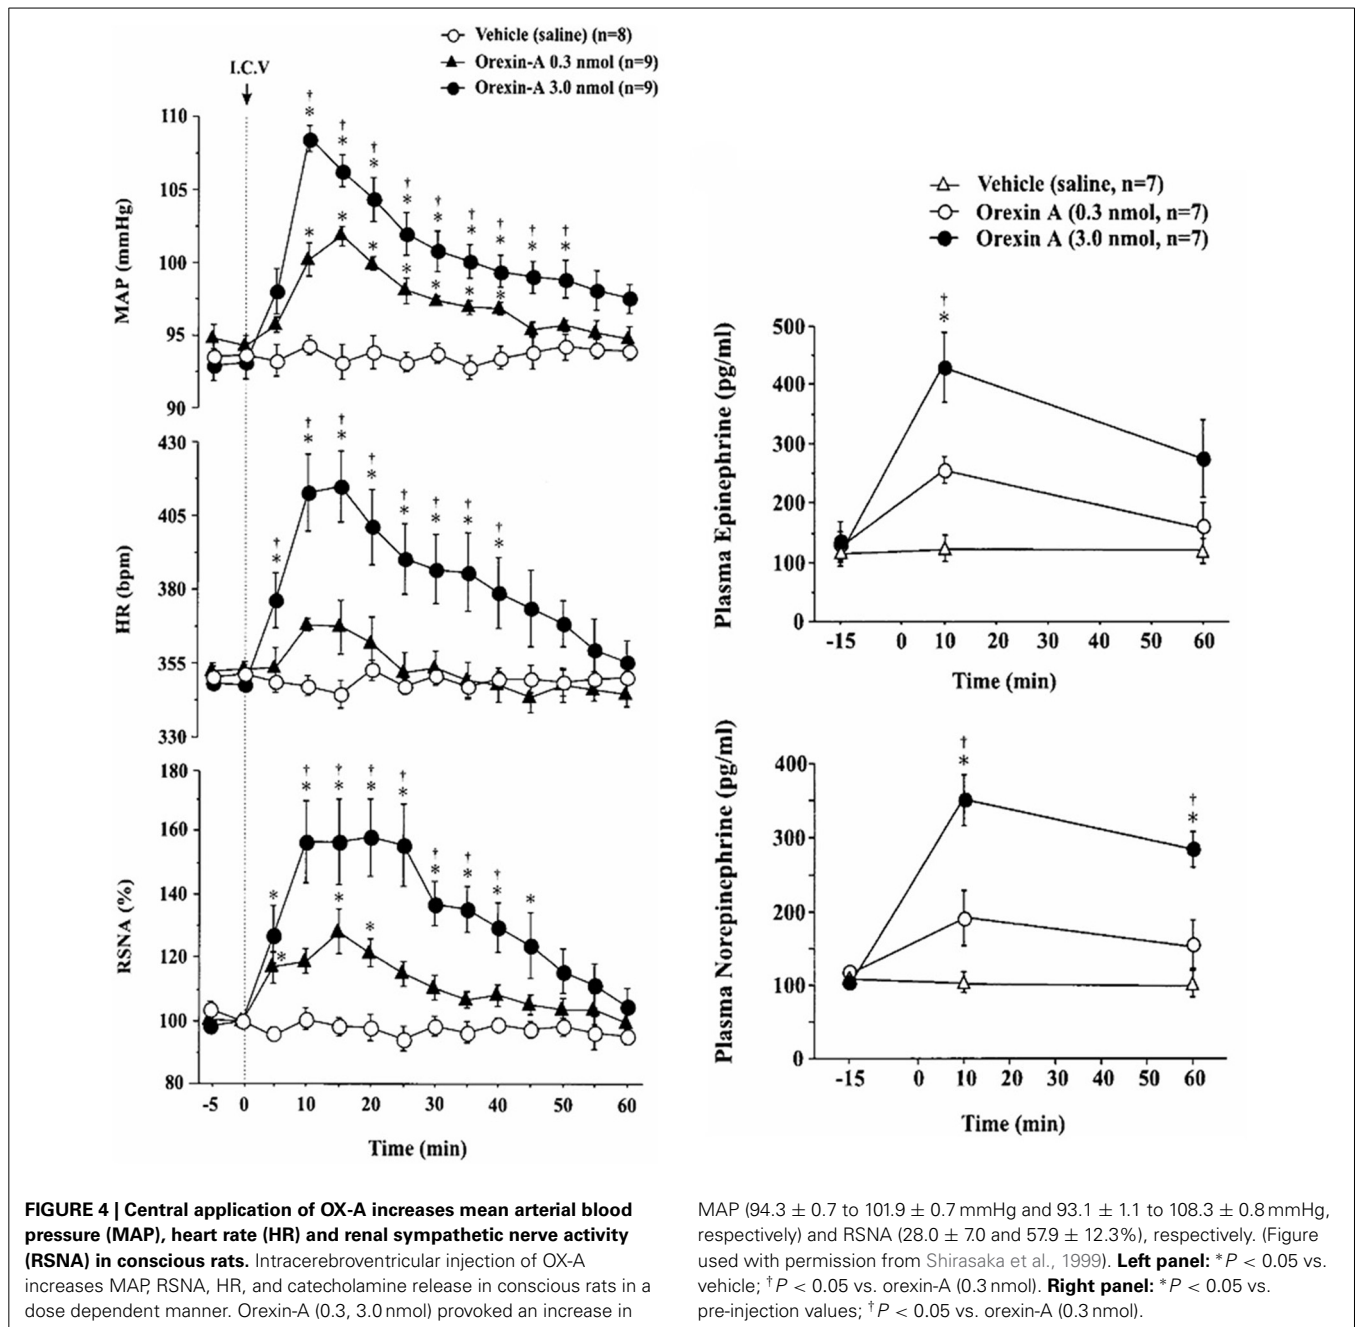 Vehicle (saline) (n=8)
Orexin-A 0.3 nmol (n=9)
Orexin-A 3.0 nmol (n=9)
I.C.V
MAP (mmHg)
110
105
100
95
90
† † † † † † † † †
* * * * * * * * *
* * * * * * *
HR (bpm)
430
405
380
355
330
† † † † † † † †
* * * * * * * *
RSNA (%)
180
160
140
120
100
80
† † † † † † †
* * * * * * * * *
* * *
-5 0 10 20 30 40 50 60
Time (min)
Vehicle (saline, n=7)
Orexin A (0.3 nmol, n=7)
Orexin A (3.0 nmol, n=7)
Plasma Epinephrine (pg/ml)
500
400
300
200
100
0
†
*
-15 0 10 20 30 40 50 60
Time (min)
Plasma Norepinephrine (pg/ml)
400
300
200
100
0
† †
* *
-15 0 10 20 30 40 50 60
Time (min)
FIGURE 4 | Central application of OX-A increases mean arterial blood
pressure (MAP), heart rate (HR) and renal sympathetic nerve activity
(RSNA) in conscious rats. Intracerebroventricular injection of OX-A
increases MAP, RSNA, HR, and catecholamine release in conscious rats in a
dose dependent manner. Orexin-A (0.3, 3.0 nmol) provoked an increase in
MAP (94.3 ± 0.7 to 101.9 ± 0.7 mmHg and 93.1 ± 1.1 to 108.3 ± 0.8 mmHg,
respectively) and RSNA (28.0 ± 7.0 and 57.9 ± 12.3%), respectively. (Figure
used with permission from Shirasaka et al., 1999). Left panel: *P < 0.05 vs.
vehicle; †P < 0.05 vs. orexin-A (0.3 nmol). Right panel: *P < 0.05 vs.
pre-injection values; †P < 0.05 vs. orexin-A (0.3 nmol).